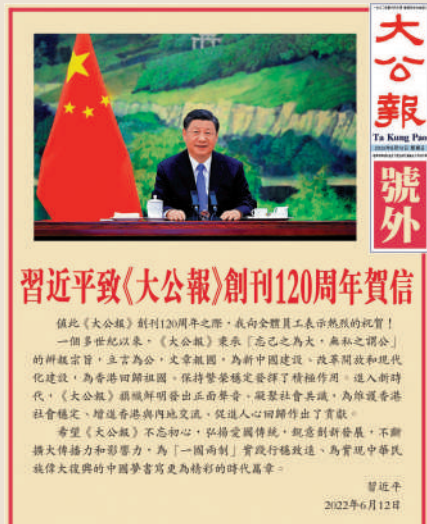 大公報
Ta Kung Pao
號外
習近平致《大公報》創刊120周年賀信
值此《大公報》創刊120周年之際，我向全體員工表示熱烈的祝賀！
一個多世紀以來，《大公報》秉承「忘己之為大，無私之謂公」
的辦報宗旨，立言為公，文章報國，為新中國建設、改革開放和現代
化建設，為香港回歸祖國、保持繁榮穩定發揮了積極作用。進入新時
代，《大公報》旗幟鮮明發出正面聲音、凝聚社會共識，為維護香港
社會穩定、增進香港與內地交流、促進人心回歸作出了貢獻。
希望《大公報》不忘初心，弘揚愛國傳統，銳意創新發展，不斷
擴大傳播力和影響力，為「一國兩制」實踐行穩致遠、為實現中華民
族偉大復興的中國夢書寫更為精彩的時代篇章。
習近平
2022年6月12日